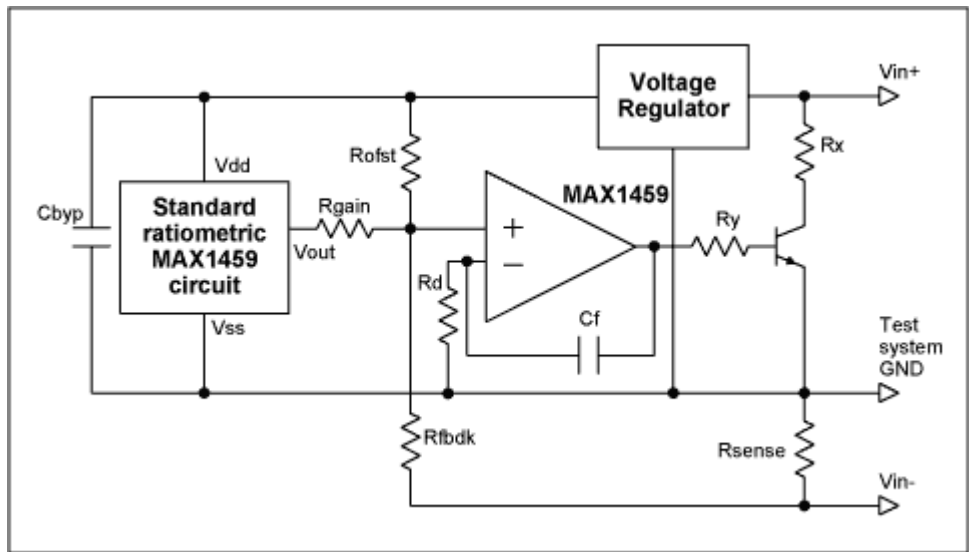 Voltage
Regulator
Vin+
Rofst
Rx
Vdd
MAX1459
Cbyp
Standard
ratiometric
MAX1459
circuit
Rgain
Vout
+
−
Ry
Rd
Cf
Vss
Test
system
GND
Rfbdk
Rsense
Vin-